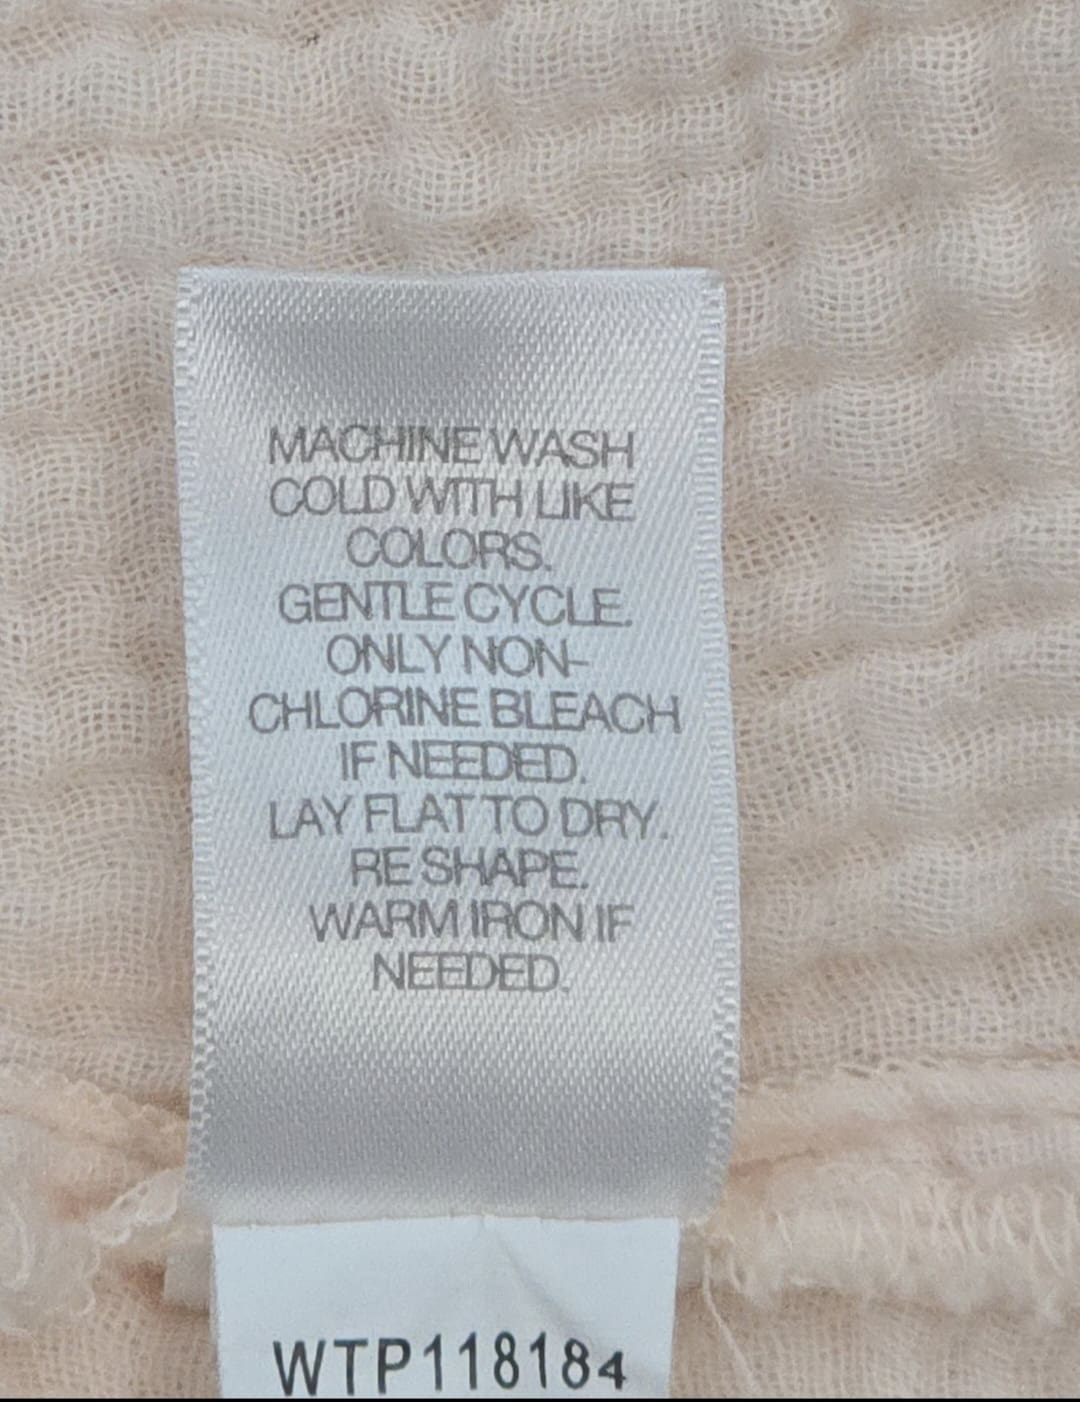 MACHINE WASH
COLD WITH LIKE
COLORS.
GENTLE CYCLE.
ONLY NON-
CHLORINE BLEACH
IF NEEDED.
LAY FLAT TO DRY.
RE SHAPE.
WARM IRON IF
NEEDED.
WTP118184